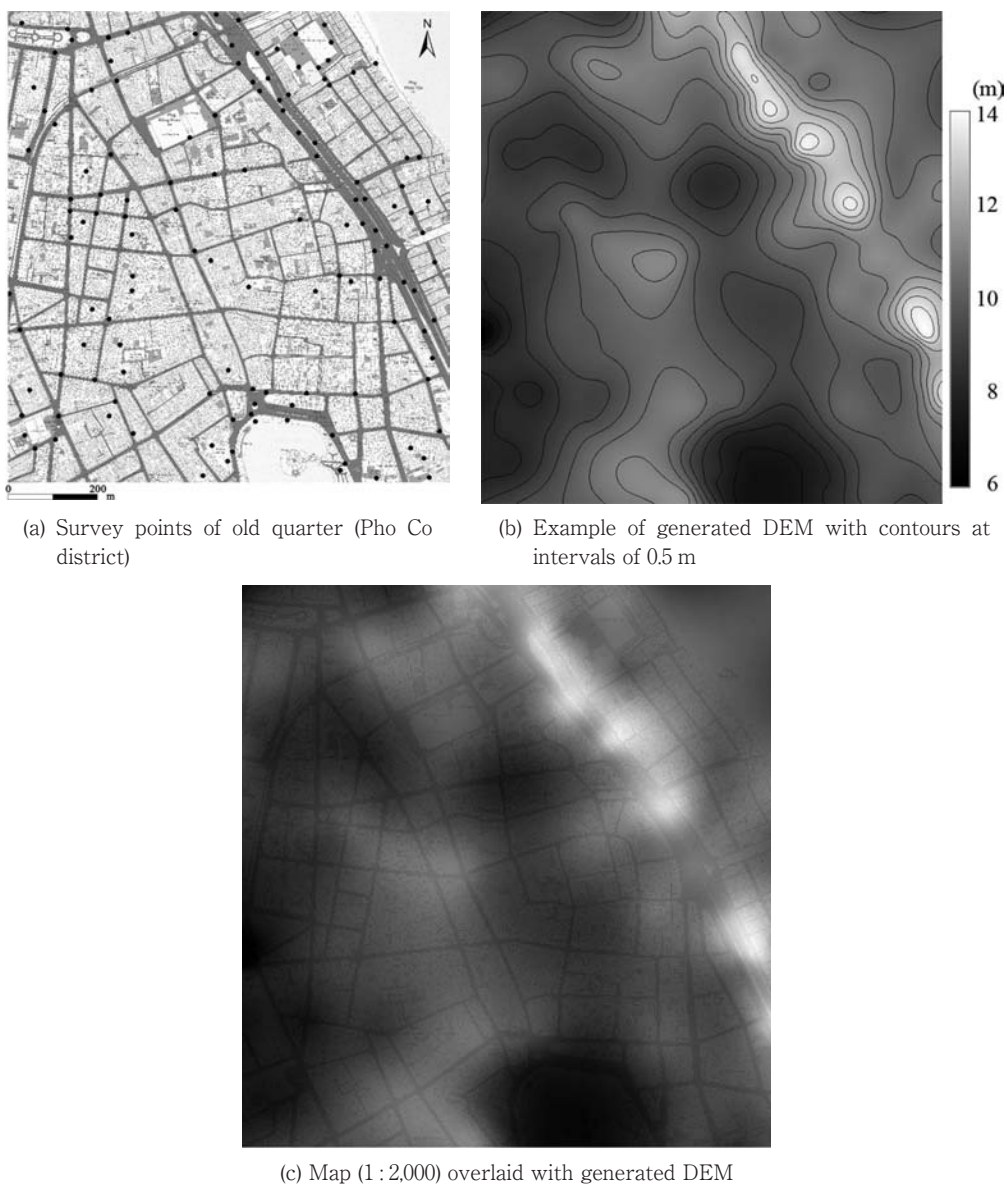 N
0
200
m
(a) Survey points of old quarter (Pho Co
district)
(m)
14
12
10
8
6
(b) Example of generated DEM with contours at
intervals of 0.5 m
(c) Map (1 : 2,000) overlaid with generated DEM